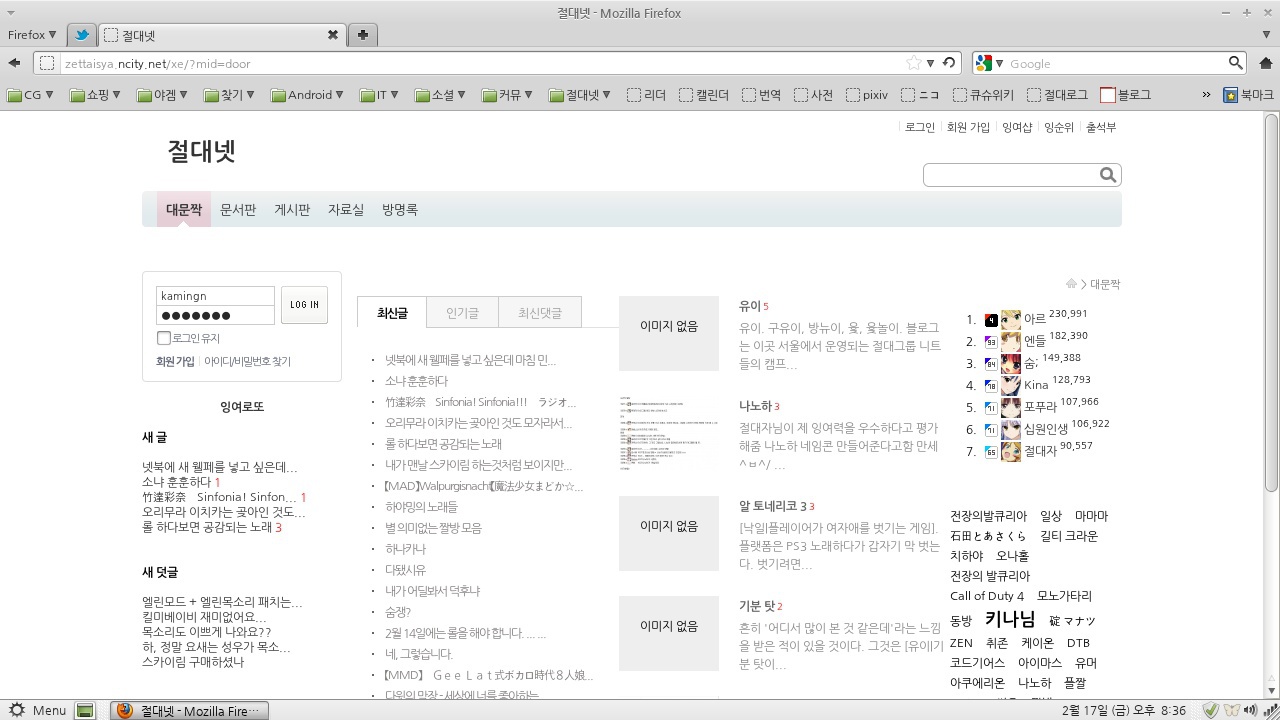 절대넷 - Mozilla Firefox
Firefox
절대넷
zettaisya.ncity.net/xe/?mid=door
Google
CG 쇼핑 야겜 찾기 Android IT 소셜 커뮤 절대넷 리더 캘린더 번역 사전 pixiv ニコ 큐슈위키 절대로그 블로그 » 북마크
로그인 회원 가입 잉여샵 잉순위 출석부
절대넷
대문짝 문서판 게시판 자료실 방명록
> 대문짝
kamingn
LOG IN
로그인 유지
회원 가입 아이디/비밀번호 찾기
잉여로또
새 글
넷북에 새 웰페를 넣고 싶은데...
소냐 훈훈하다 1
竹達彩奈 Sinfonia! Sinfon... 1
오리무라 이치카는 곶아인 것도...
롤 하다보면 공감되는 노래 3
새 덧글
엘린모드 + 엘린목소리 패치는...
킬미베이비 재미없어요...
목소리도 이쁘게 나와요??
하, 정말 요새는 성우가 목소...
스카이림 구매하셨나
최신글 인기글 최신댓글
넷북에 새 웰페를 넣고 싶은데 마침 민...
소냐 훈훈하다
竹達彩奈 Sinfonia! Sinfonia!!! ラジオ...
오리무라 이치카는 곶아인 것도 모자라서...
롤 하다보면 공감되는 노래
맨날 스카이림 하는것처럼 보이지만...
【MAD】Walpurgisnacht【魔法少女まどか☆...
하야밍의 노래들
별 의미없는 짤방 모음
하나카나
다됐시유
내가 어딜봐서 덕후냐
숨쟁?
2월 14일에는 롤을 해야 합니다. ... ...
네, 그렇습니다.
【MMD】 ＧｅｅＬａｔ式ボカロ時代８人娘...
다윗의 막장 - 세상에 너를 좋아하는
이미지 없음
유이 5
유이. 구유이, 방뉴이, 윷, 윷놀이. 블로그
는 이곳 서울에서 운영되는 절대그룹 니트
들의 캠프...
나노하 3
절대자님이 제 잉여력을 우수하다고 평가
해줌 나노하 타임폰 만들어준다고함 만세
^ㅂ^/ ...
이미지 없음
알 토네리코 3 3
[낙일]플레이어가 여자애를 벗기는 게임].
플랫폼은 PS3 노래하다가 갑자기 막 벗는
다. 벗기려면...
이미지 없음
기분 탓 2
흔히 '어디서 많이 본 것 같은데'라는 느낌
을 받은 적이 있을 것이다. 그것은 [유이]기
분 탓이...
1. 아르 230,991
2. 엔들 182,390
3. 숨; 149,388
4. Kina 128,793
5. 포푸라 107,966
6. 심원인생
7. 절대자 80,557
전장의발큐리아 일상 마마마
石田とあさくら 길티 크라운
치하야 오나홀
전장의 발큐리아
Call of Duty 4 모노가타리
동방 키나님 碇 マナツ
ZEN 취존 케이온 DTB
코드기어스 아이마스 유머
아쿠에리온 나노하 플짤
Menu 절대넷 - Mozilla Fire... 2월 17일 (금) 오후 8:36